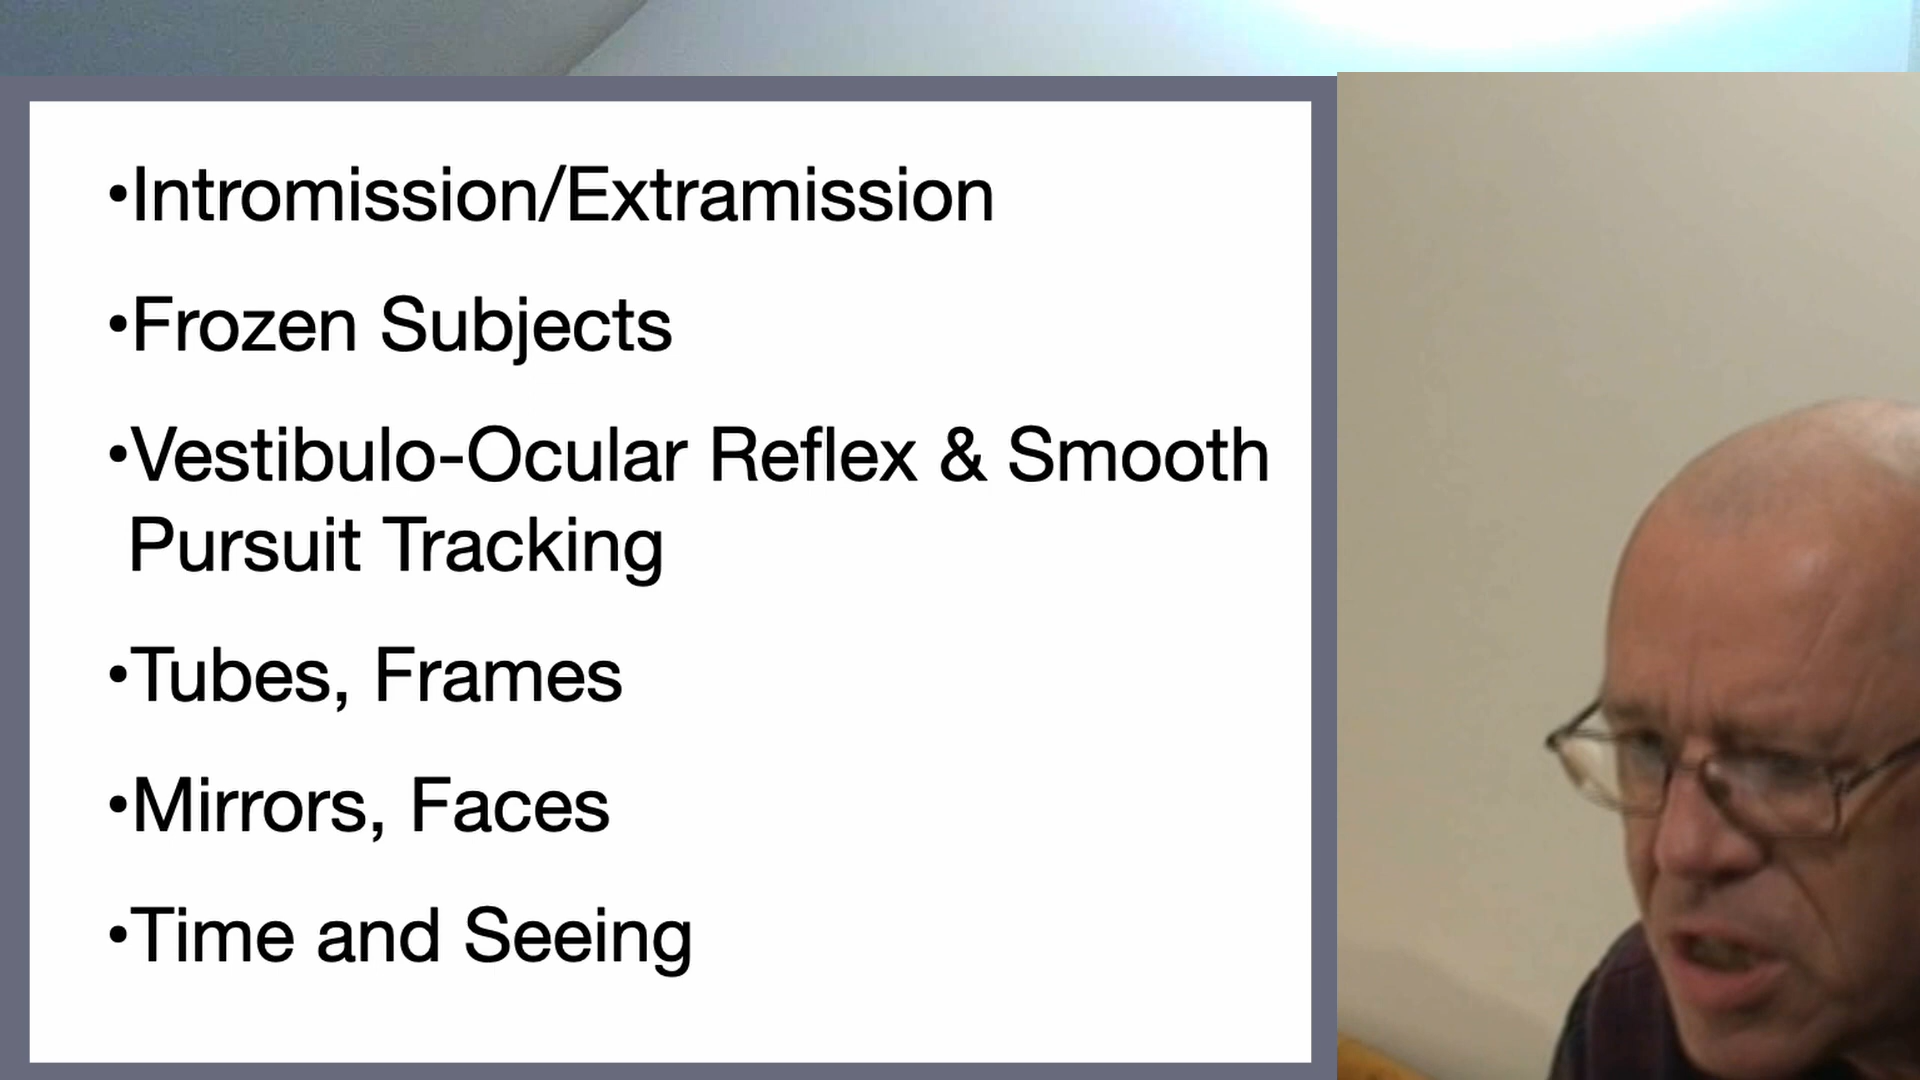 •Intromission/Extramission
•Frozen Subjects
•Vestibulo-Ocular Reflex & Smooth
Pursuit Tracking
•Tubes, Frames
•Mirrors, Faces
•Time and Seeing